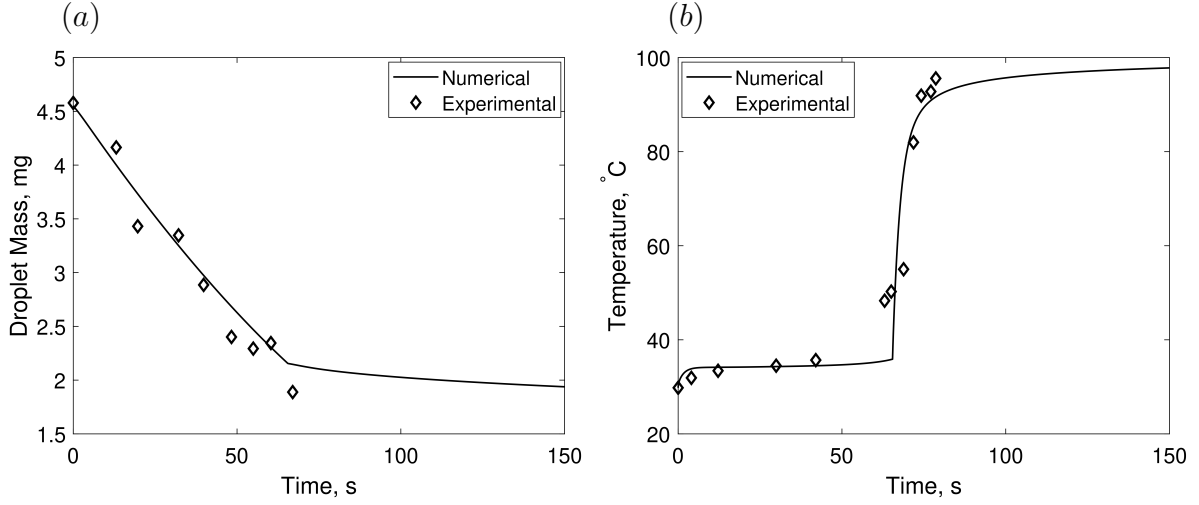 (a)
5
4.5
4
3.5
3
2.5
2
1.5
0
50
100
150
Droplet Mass, mg
Time, s
Numerical
Experimental
(b)
100
80
60
40
20
0
50
100
150
Temperature, °C
Time, s
Numerical
Experimental